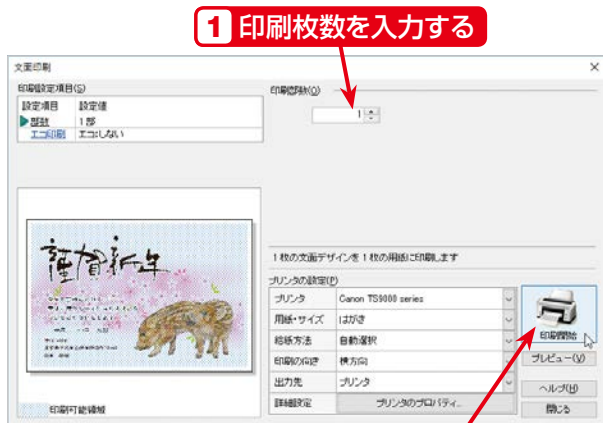 1 印刷枚数を入力する
文面印刷
印刷設定項目(S)
設定項目 設定値
部数 1 部
エコ印刷 エコ:しない
印刷部数(O)
1
謹賀新年
印刷可能領域
1 枚の文面デザインを 1 枚の用紙に印刷します
プリンタの設定(P)
プリンタ Canon TS9000 series
用紙・サイズ はがき
給紙方法 自動選択
印刷の向き 横方向
出力先 プリンタ
詳細設定 プリンタのプロパティ...
印刷開始
プレビュー(V)
ヘルプ(H)
閉じる